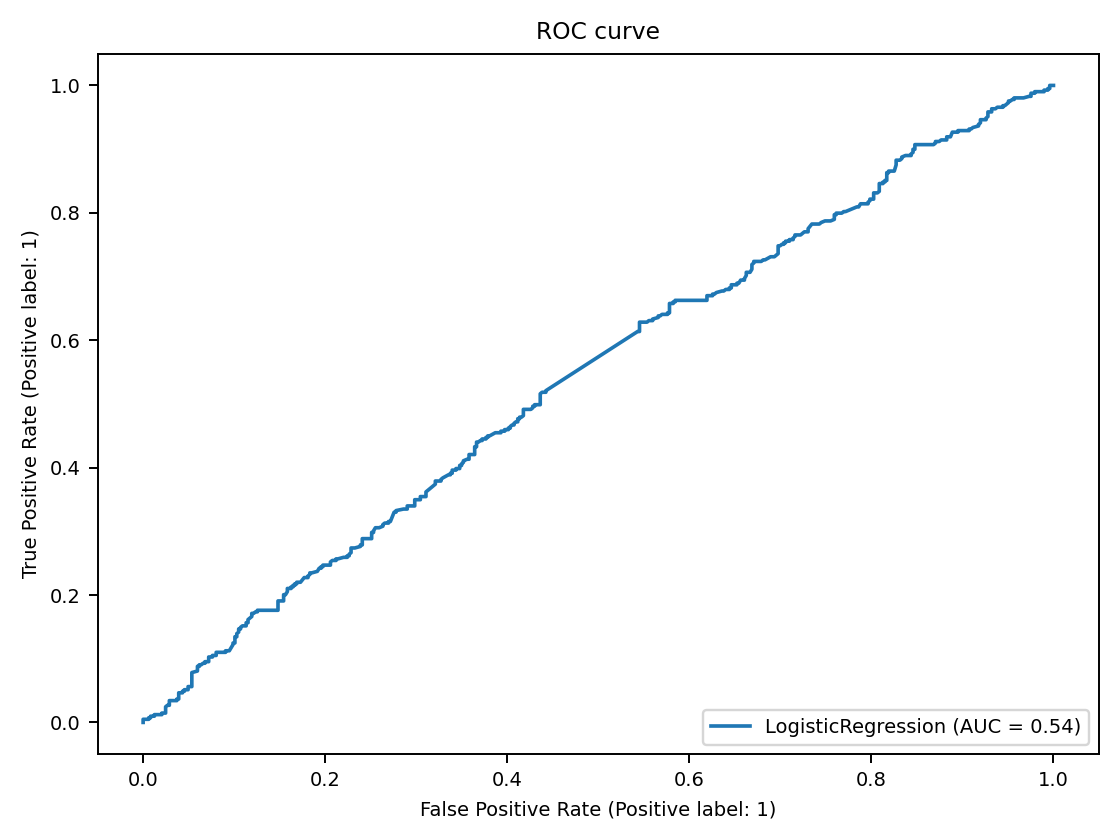 ROC curve
True Positive Rate (Positive label: 1)
1.0
0.8
0.6
0.4
0.2
0.0
LogisticRegression (AUC = 0.54)
0.0 0.2 0.4 0.6 0.8 1.0
False Positive Rate (Positive label: 1)